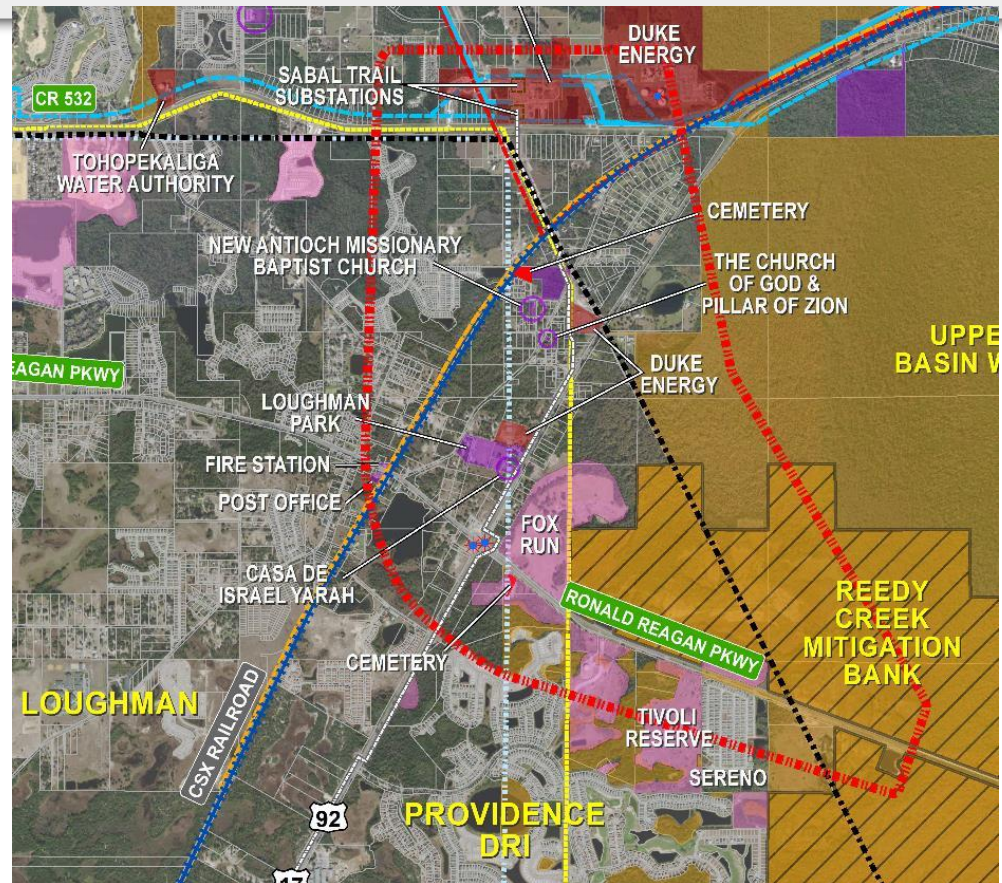 DUKE
ENERGY
SABAL TRAIL
SUBSTATIONS
CR 532
TOHOPEKALIGA
WATER AUTHORITY
CEMETERY
NEW ANTIOCH MISSIONARY
BAPTIST CHURCH
THE CHURCH
OF GOD &
PILLAR OF ZION
UPPE
BASIN W
EAGAN PKWY
DUKE
ENERGY
LOUGHMAN
PARK
FIRE STATION
POST OFFICE
FOX
RUN
CASA DE
ISRAEL YARAH
RONALD REAGAN PKWY
REEDY
CREEK
MITIGATION
BANK
CEMETERY
LOUGHMAN
CSX RAILROAD
TIVOLI
RESERVE
SERENO
92
PROVIDENCE
DRI
17